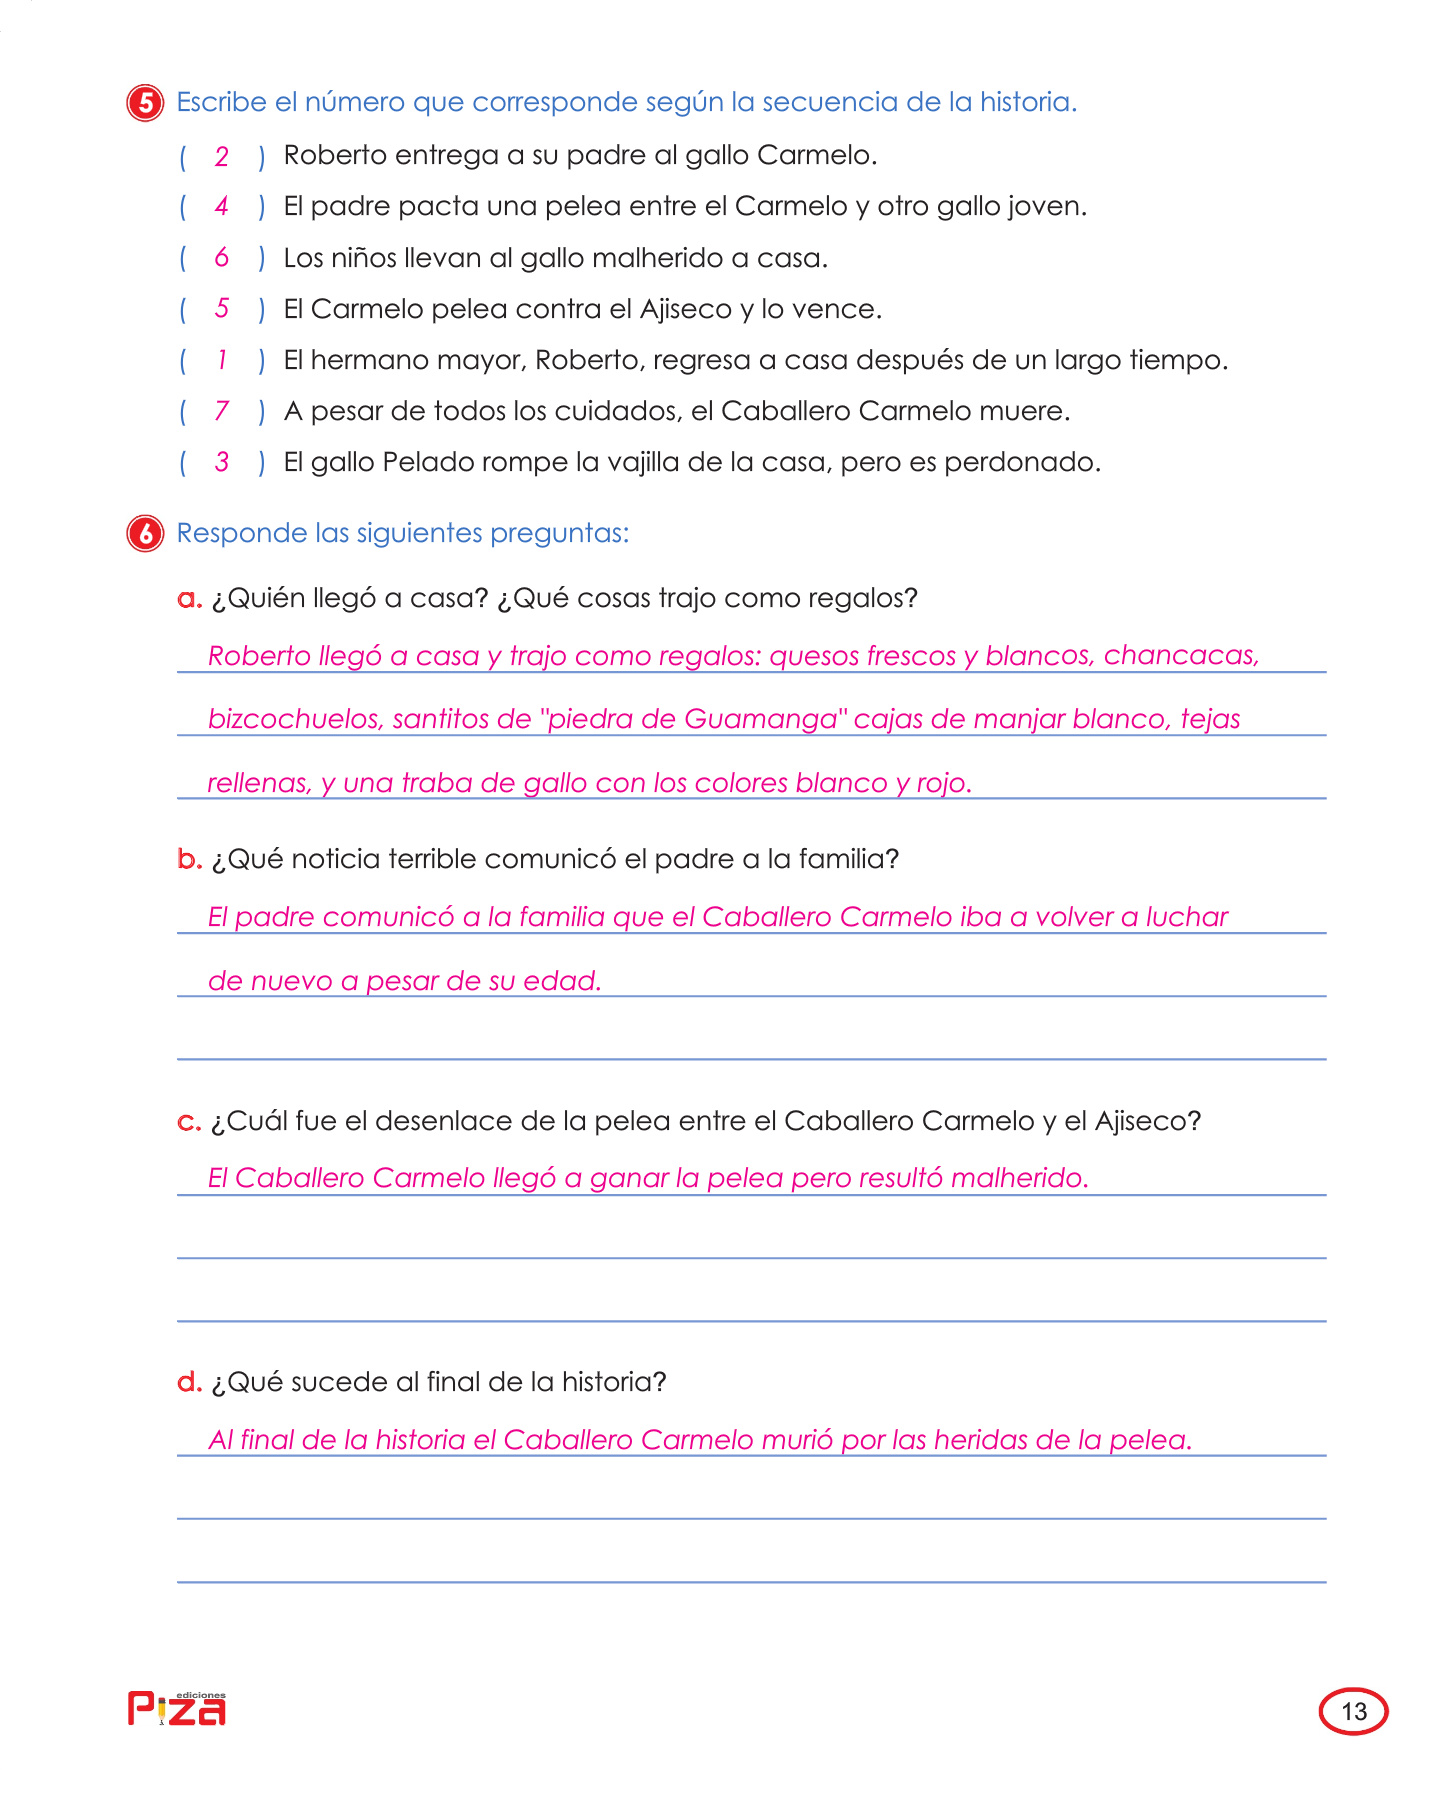 5 Escribe el número que corresponde según la secuencia de la historia.
( 2 ) Roberto entrega a su padre al gallo Carmelo.
( 4 ) El padre pacta una pelea entre el Carmelo y otro gallo joven.
( 6 ) Los niños llevan al gallo malherido a casa.
( 5 ) El Carmelo pelea contra el Ajiseco y lo vence.
( 1 ) El hermano mayor, Roberto, regresa a casa después de un largo tiempo.
( 7 ) A pesar de todos los cuidados, el Caballero Carmelo muere.
( 3 ) El gallo Pelado rompe la vajilla de la casa, pero es perdonado.
6 Responde las siguientes preguntas:
a. ¿Quién llegó a casa? ¿Qué cosas trajo como regalos?
Roberto llegó a casa y trajo como regalos: quesos frescos y blancos, chancacas,
bizcochuelos, santitos de "piedra de Guamanga" cajas de manjar blanco, tejas
rellenas, y una traba de gallo con los colores blanco y rojo.
b. ¿Qué noticia terrible comunicó el padre a la familia?
El padre comunicó a la familia que el Caballero Carmelo iba a volver a luchar
de nuevo a pesar de su edad.
c. ¿Cuál fue el desenlace de la pelea entre el Caballero Carmelo y el Ajiseco?
El Caballero Carmelo llegó a ganar la pelea pero resultó malherido.
d. ¿Qué sucede al final de la historia?
Al final de la historia el Caballero Carmelo murió por las heridas de la pelea.
ediciones
Piza
13